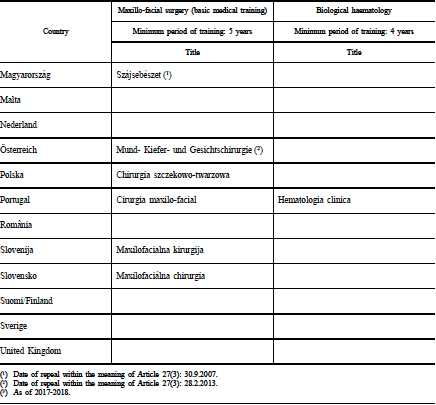 Country
Maxillo-facial surgery (basic medical training)
Biological haematology
Minimum period of training: 5 years
Minimum period of training: 4 years
Title
Title
Magyarország
Szájsebészet (¹)
Malta
Nederland
Österreich
Mund- Kiefer- und Gesichtschirurgie (²)
Polska
Chirurgia szczekowo-twarzowa
Portugal
Cirurgia maxilo-facial
Hematologia clinica
România
Slovenija
Maxilofacialna kirurgija
Slovensko
Maxilofaciálna chirurgia
Suomi/Finland
Sverige
United Kingdom
(¹) Date of repeal within the meaning of Article 27(3): 30.9.2007.
(²) Date of repeal within the meaning of Article 27(3): 28.2.2013.
(³) As of 2017-2018.